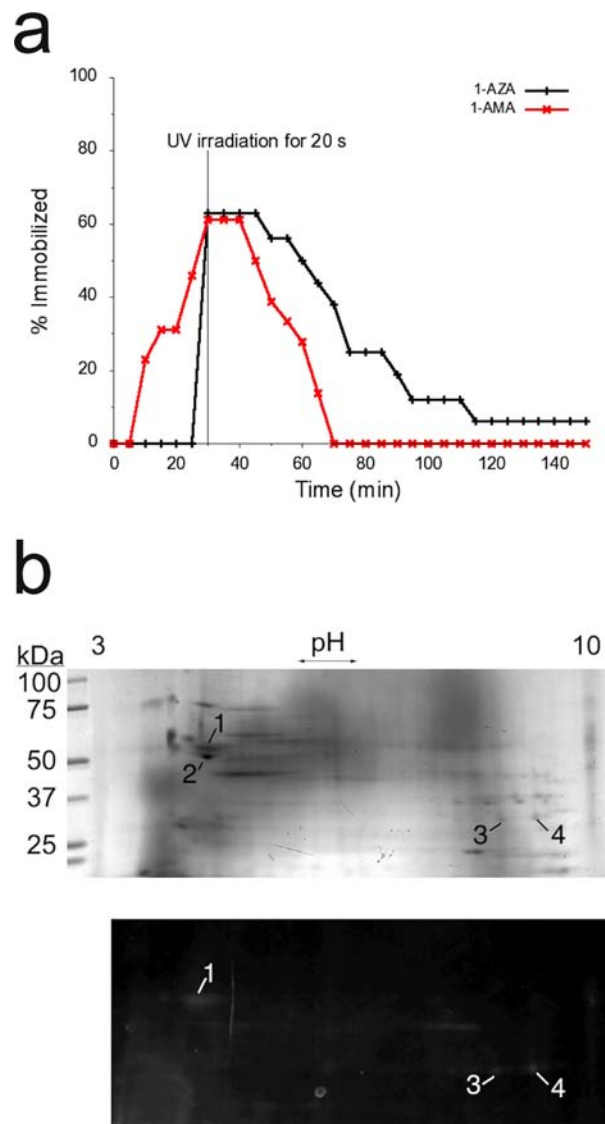 a
100
80
60
40
20
0
% Immobilized
1-AZA
1-AMA
UV irradiation for 20 s
0 20 40 60 80 100 120 140
Time (min)
b
kDa 3 pH 10
100
75
50
37
25
1
2
3 4
1
3 4